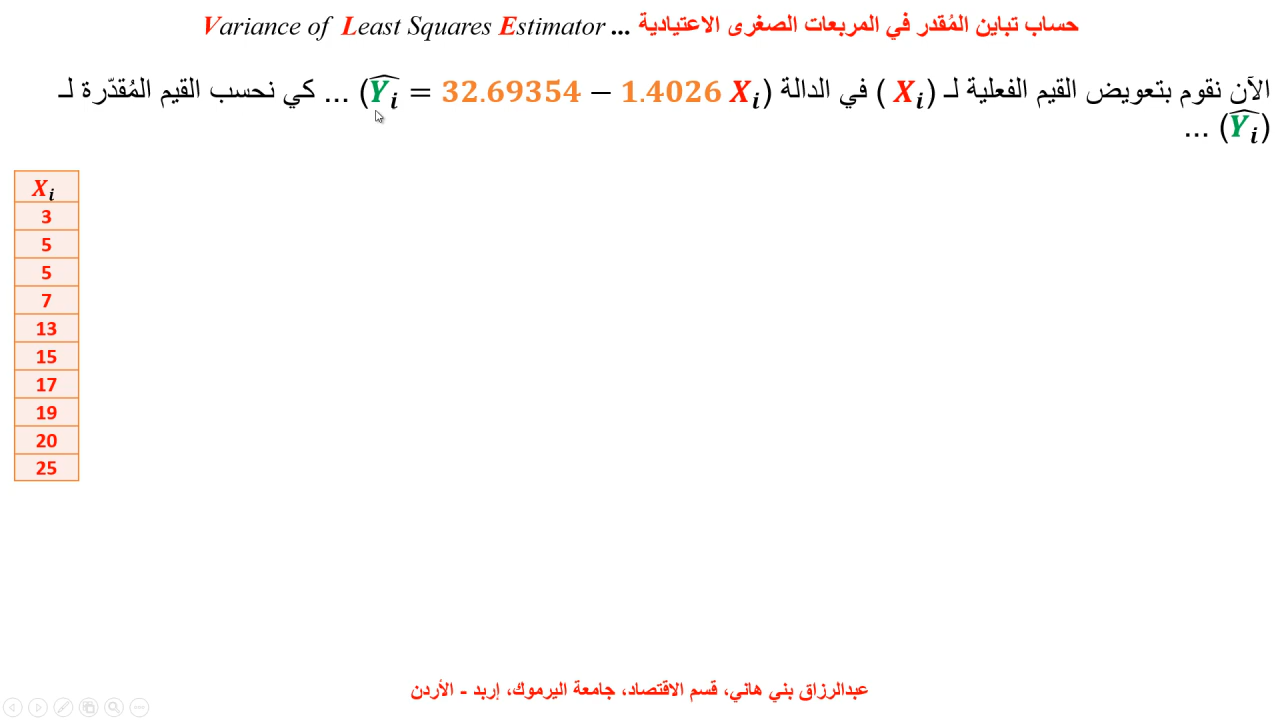 حساب تباين المُقدر في المربعات الصغرى الاعتيادية ... Variance of Least Squares Estimator
الآن نقوم بتعويض القيم الفعلية لـ (Xᵢ) في الدالة (Ŷᵢ = 32.69354 − 1.4026 Xᵢ) ... كي نحسب القيم المُقدّرة لـ
(Ŷᵢ) ...
Xᵢ
3
5
5
7
13
15
17
19
20
25
عبدالرزاق بني هاني، قسم الاقتصاد، جامعة اليرموك، إربد - الأردن